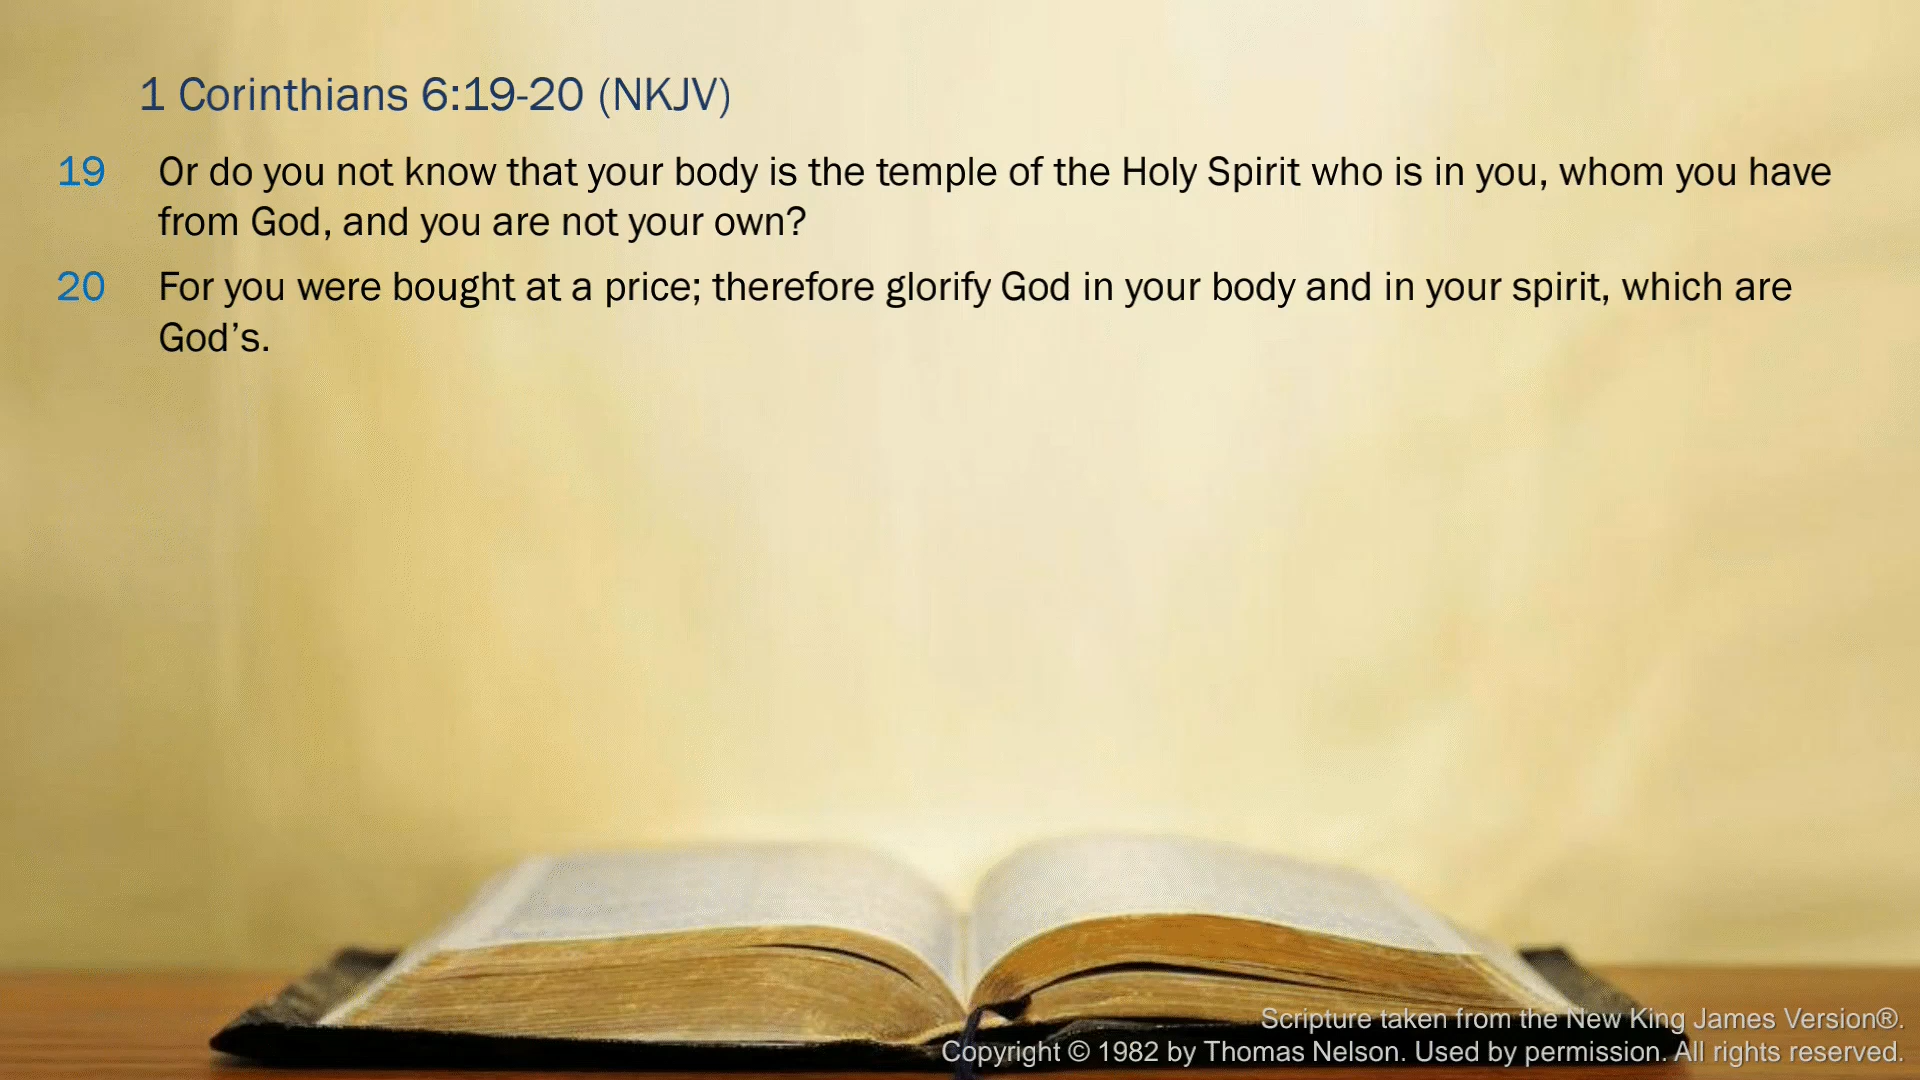 1 Corinthians 6:19-20 (NKJV)
19 Or do you not know that your body is the temple of the Holy Spirit who is in you, whom you have
from God, and you are not your own?
20 For you were bought at a price; therefore glorify God in your body and in your spirit, which are
God’s.
Scripture taken from the New King James Version®.
Copyright © 1982 by Thomas Nelson. Used by permission. All rights reserved.